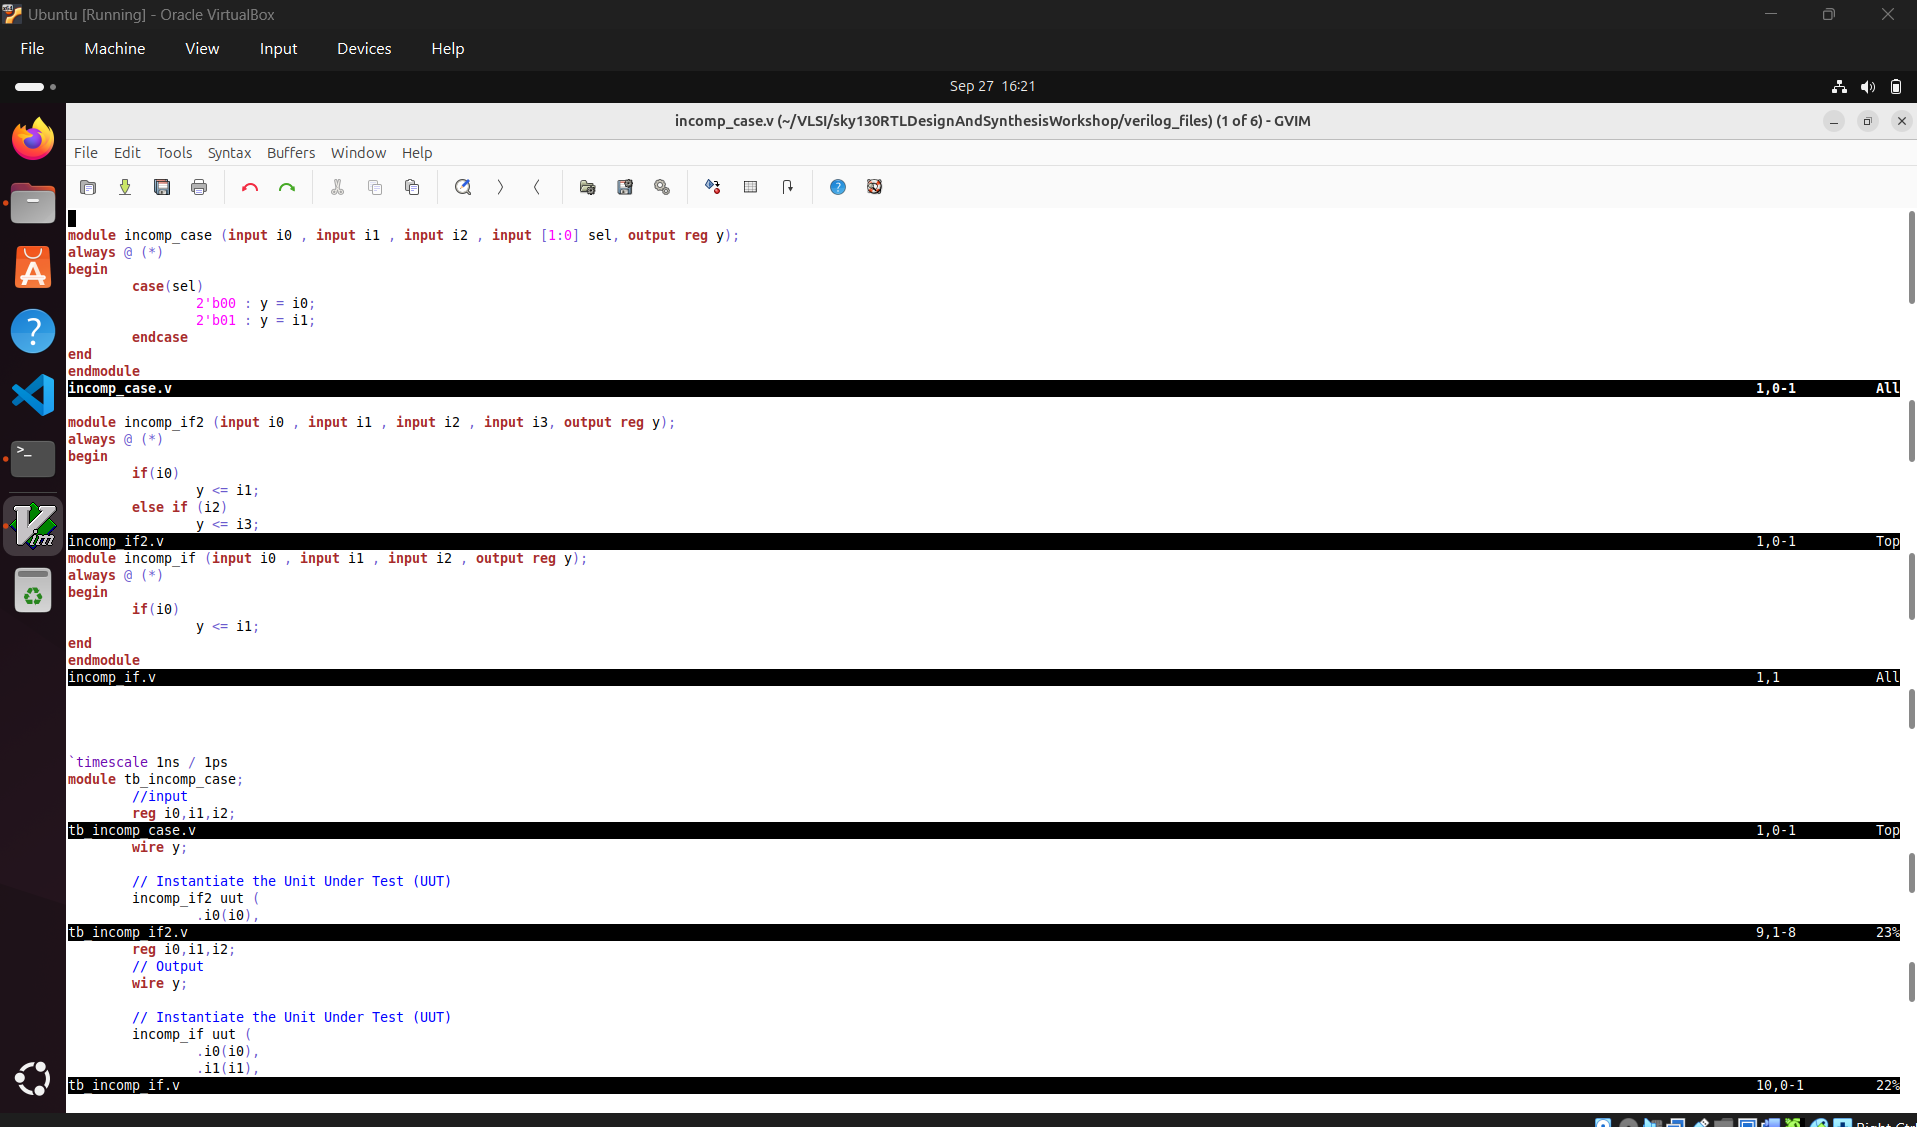 Ubuntu [Running] - Oracle VirtualBox
File Machine View Input Devices Help
Sep 27 16:21
incomp_case.v (~/VLSI/sky130RTLDesignAndSynthesisWorkshop/verilog_files) (1 of 6) - GVIM
File Edit Tools Syntax Buffers Window Help
module incomp_case (input i0 , input i1 , input i2 , input [1:0] sel, output reg y);
always @ (*)
begin
case(sel)
2'b00 : y = i0;
2'b01 : y = i1;
endcase
end
endmodule
incomp_case.v 1,0-1 All
module incomp_if2 (input i0 , input i1 , input i2 , input i3, output reg y);
always @ (*)
begin
if(i0)
y <= i1;
else if (i2)
y <= i3;
incomp_if2.v 1,0-1 Top
module incomp_if (input i0 , input i1 , input i2 , output reg y);
always @ (*)
begin
if(i0)
y <= i1;
end
endmodule
incomp_if.v 1,1 All
`timescale 1ns / 1ps
module tb_incomp_case;
//input
reg i0,i1,i2;
tb_incomp_case.v 1,0-1 Top
wire y;
// Instantiate the Unit Under Test (UUT)
incomp_if2 uut (
.i0(i0),
tb_incomp_if2.v 9,1-8 23%
reg i0,i1,i2;
// Output
wire y;
// Instantiate the Unit Under Test (UUT)
incomp_if uut (
.i0(i0),
.i1(i1),
tb_incomp_if.v 10,0-1 22%